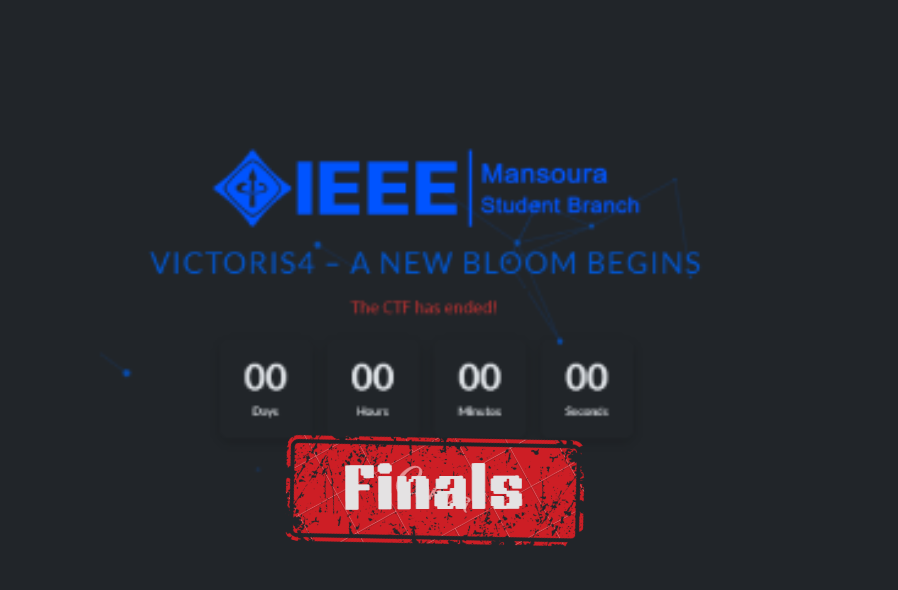 IEEE
Mansoura
Student Branch
VICTORIS4 – A NEW BLOOM BEGINS
The CTF has ended!
00 00 00 00
Days Hours Minutes Seconds
Finals